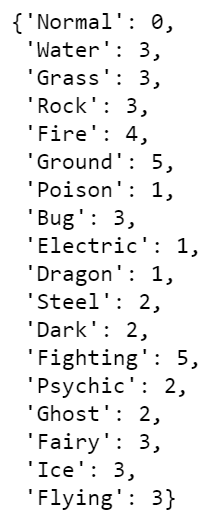 {'Normal': 0,
'Water': 3,
'Grass': 3,
'Rock': 3,
'Fire': 4,
'Ground': 5,
'Poison': 1,
'Bug': 3,
'Electric': 1,
'Dragon': 1,
'Steel': 2,
'Dark': 2,
'Fighting': 5,
'Psychic': 2,
'Ghost': 2,
'Fairy': 3,
'Ice': 3,
'Flying': 3}